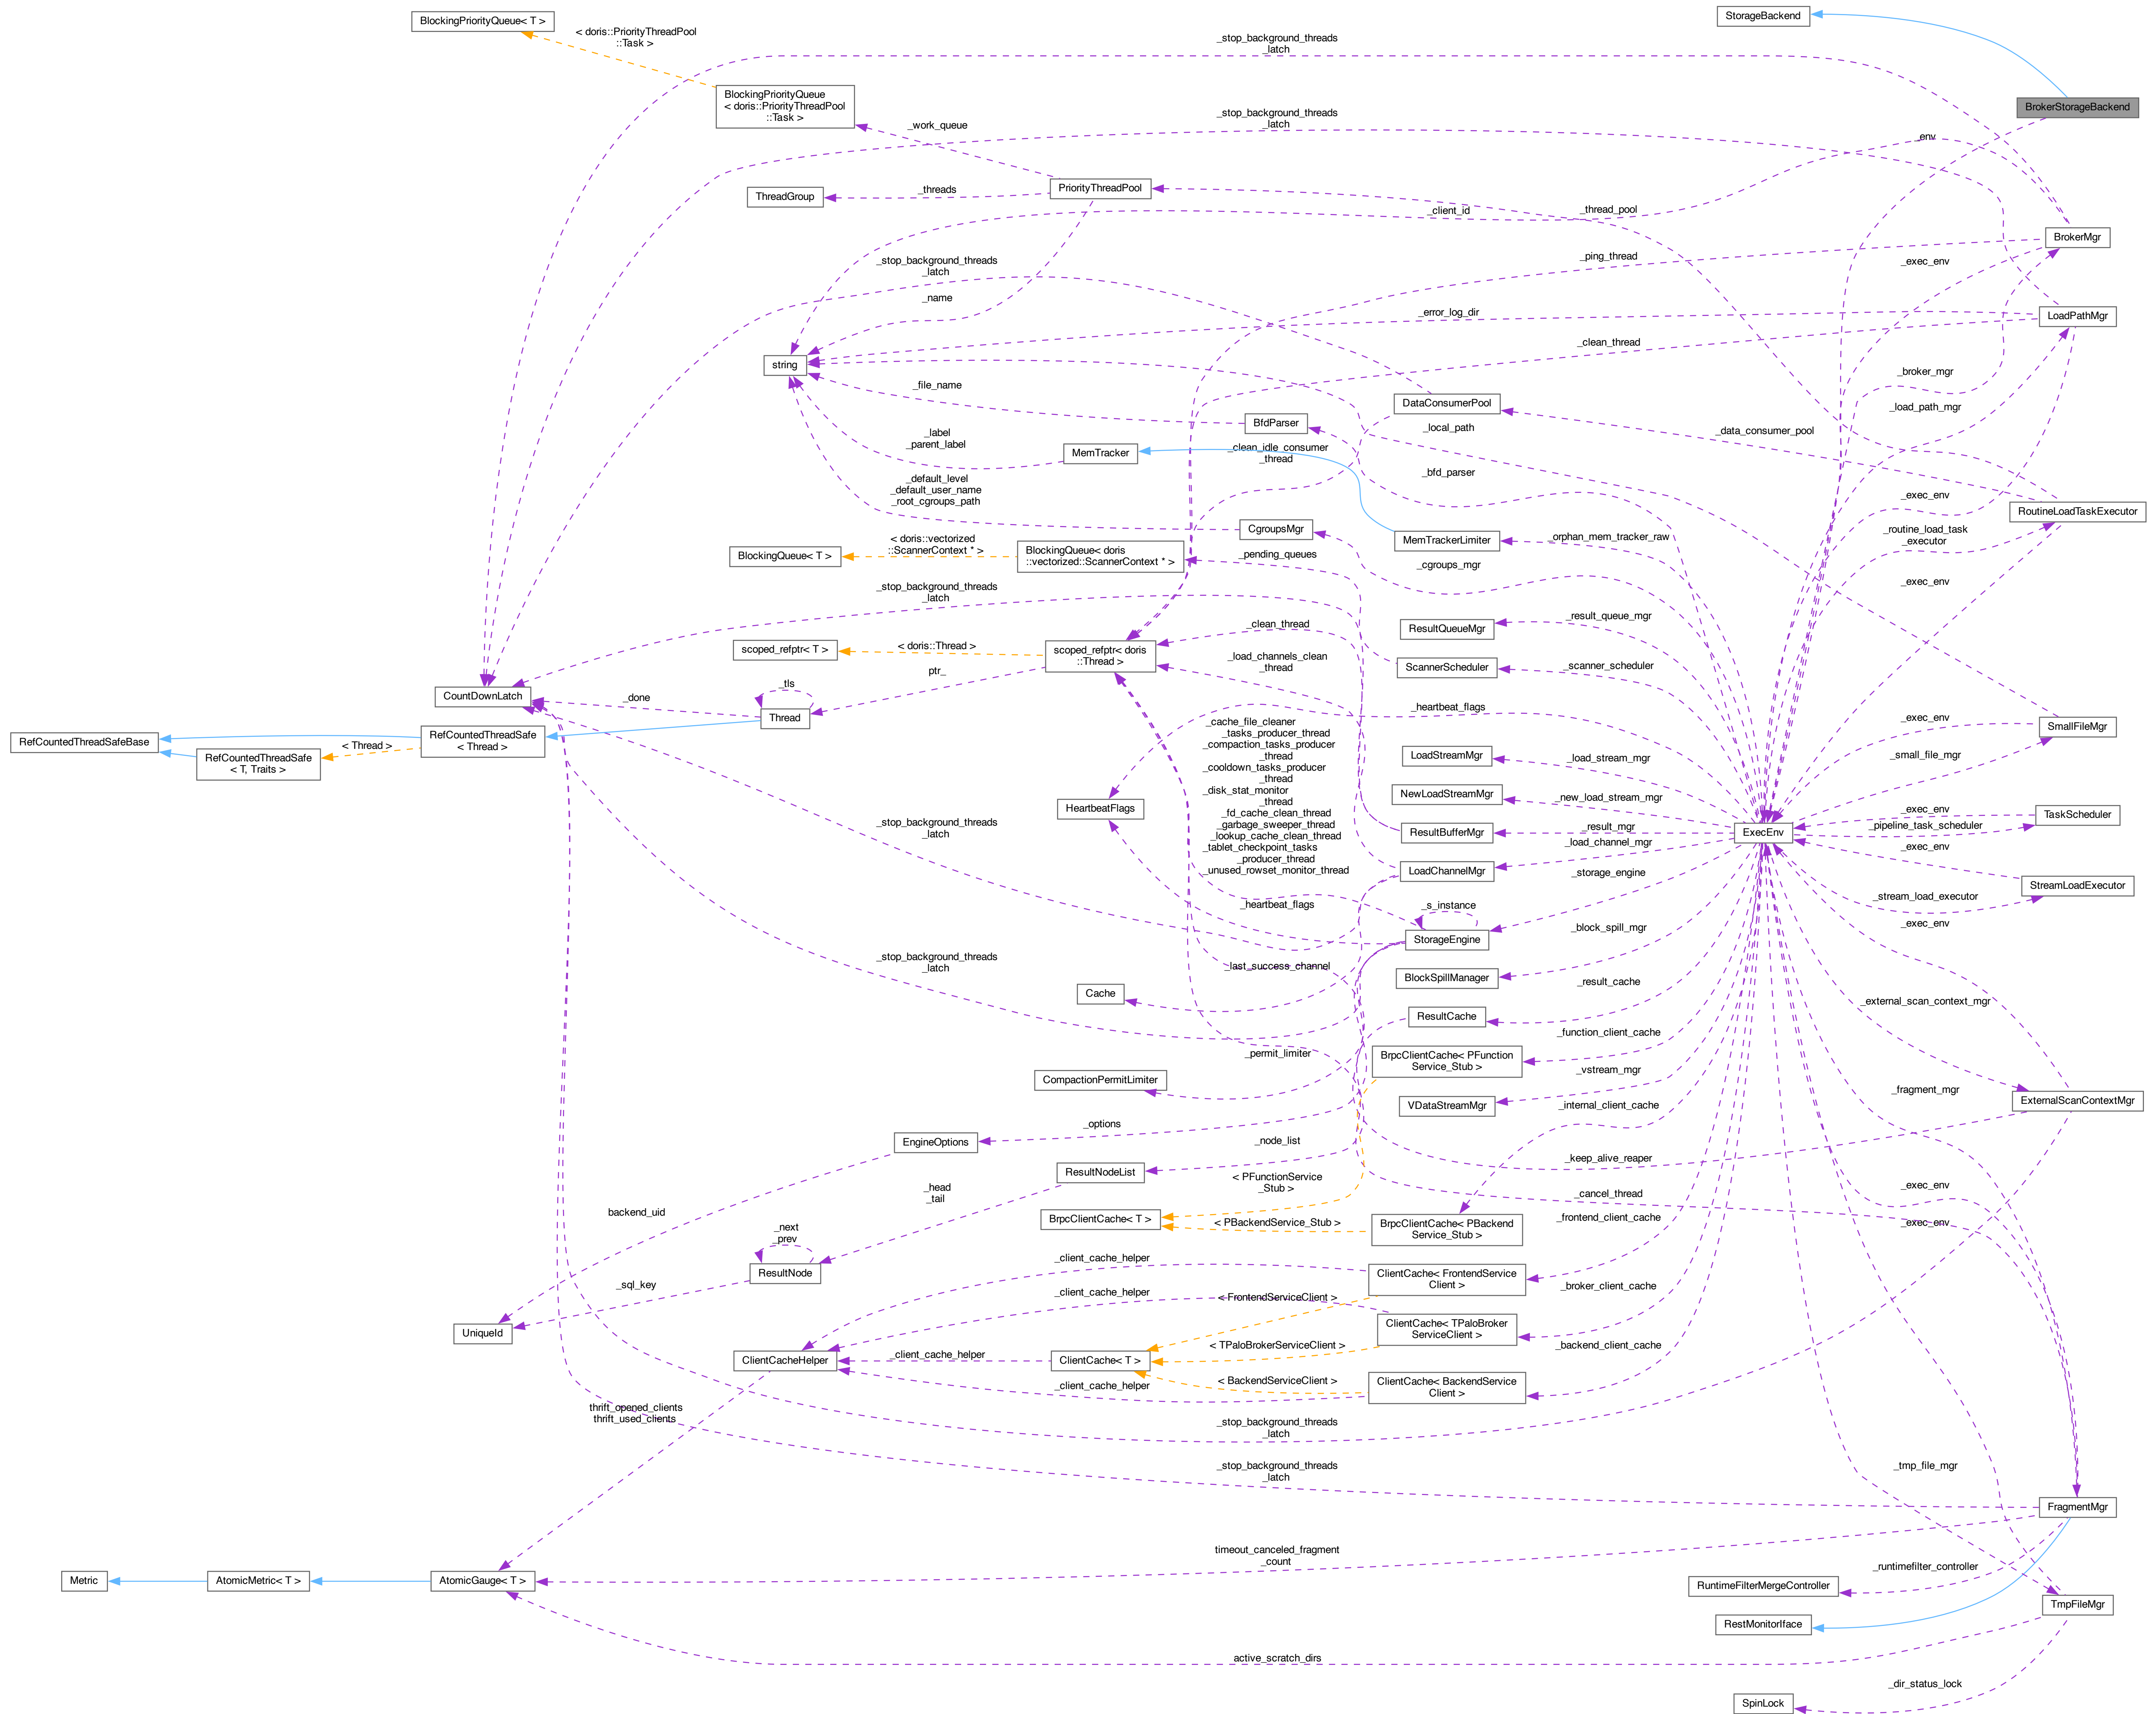 StorageBackend
BlockingPriorityQueue< T >
< doris::PriorityThreadPool
::Task >
_stop_background_threads
_latch
BrokerStorageBackend
BlockingPriorityQueue
< doris::PriorityThreadPool
::Task >
_work_queue
_stop_background_threads
_latch
_env
PriorityThreadPool
ThreadGroup
_threads
_client_id
_thread_pool
BrokerMgr
_stop_background_threads
_latch
_ping_thread
_exec_env
_name
_error_log_dir
LoadPathMgr
_clean_thread
string
_file_name
_broker_mgr
DataConsumerPool
_load_path_mgr
BfdParser
_local_path
_data_consumer_pool
_label
_parent_label
MemTracker
_clean_idle_consumer
_thread
_bfd_parser
_default_level
_default_user_name
_root_cgroups_path
_exec_env
RoutineLoadTaskExecutor
CgroupsMgr
MemTrackerLimiter
_orphan_mem_tracker_raw
_routine_load_task
_executor
BlockingQueue< T >
< doris::vectorized
::ScannerContext * >
BlockingQueue< doris
::vectorized::ScannerContext * >
_pending_queues
_cgroups_mgr
_exec_env
_stop_background_threads
_latch
ResultQueueMgr
_result_queue_mgr
_clean_thread
scoped_refptr< T >
< doris::Thread >
scoped_refptr< doris
::Thread >
_load_channels_clean
_thread
ScannerScheduler
_scanner_scheduler
ptr_
_tls
CountDownLatch
_done
Thread
_heartbeat_flags
_exec_env
SmallFileMgr
RefCountedThreadSafeBase
< Thread >
RefCountedThreadSafe
< Thread >
RefCountedThreadSafe
< T, Traits >
_cache_file_cleaner
_tasks_producer_thread
_compaction_tasks_producer
_thread
_cooldown_tasks_producer
_thread
_disk_stat_monitor
_thread
_fd_cache_clean_thread
_garbage_sweeper_thread
_lookup_cache_clean_thread
_tablet_checkpoint_tasks
_producer_thread
_unused_rowset_monitor_thread
LoadStreamMgr
_load_stream_mgr
_small_file_mgr
NewLoadStreamMgr
_new_load_stream_mgr
HeartbeatFlags
_stop_background_threads
_latch
ResultBufferMgr
_result_mgr
ExecEnv
_exec_env
_pipeline_task_scheduler
TaskScheduler
_load_channel_mgr
_exec_env
LoadChannelMgr
_storage_engine
StreamLoadExecutor
_stream_load_executor
_heartbeat_flags
_s_instance
_exec_env
StorageEngine
_block_spill_mgr
_stop_background_threads
_latch
_last_success_channel
BlockSpillManager
_result_cache
Cache
_external_scan_context_mgr
ResultCache
_function_client_cache
_permit_limiter
BrpcClientCache< PFunction
Service_Stub >
CompactionPermitLimiter
_vstream_mgr
_fragment_mgr
VDataStreamMgr
_internal_client_cache
ExternalScanContextMgr
_options
EngineOptions
_node_list
_keep_alive_reaper
ResultNodeList
< PFunctionService
_Stub >
_head
_tail
_cancel_thread
_exec_env
backend_uid
BrpcClientCache< T >
< PBackendService_Stub >
BrpcClientCache< PBackend
Service_Stub >
_frontend_client_cache
_exec_env
_next
_prev
_client_cache_helper
ResultNode
_sql_key
ClientCache< FrontendService
Client >
_broker_client_cache
_client_cache_helper
< FrontendServiceClient >
UniqueId
ClientCache< TPaloBroker
ServiceClient >
< TPaloBrokerServiceClient >
_backend_client_cache
ClientCacheHelper
_client_cache_helper
ClientCache< T >
< BackendServiceClient >
_client_cache_helper
ClientCache< BackendService
Client >
thrift_opened_clients
thrift_used_clients
_stop_background_threads
_latch
_stop_background_threads
_latch
_tmp_file_mgr
FragmentMgr
timeout_canceled_fragment
_count
_runtimefilter_controller
Metric
AtomicMetric< T >
AtomicGauge< T >
RuntimeFilterMergeController
TmpFileMgr
RestMonitorIface
active_scratch_dirs
_dir_status_lock
SpinLock